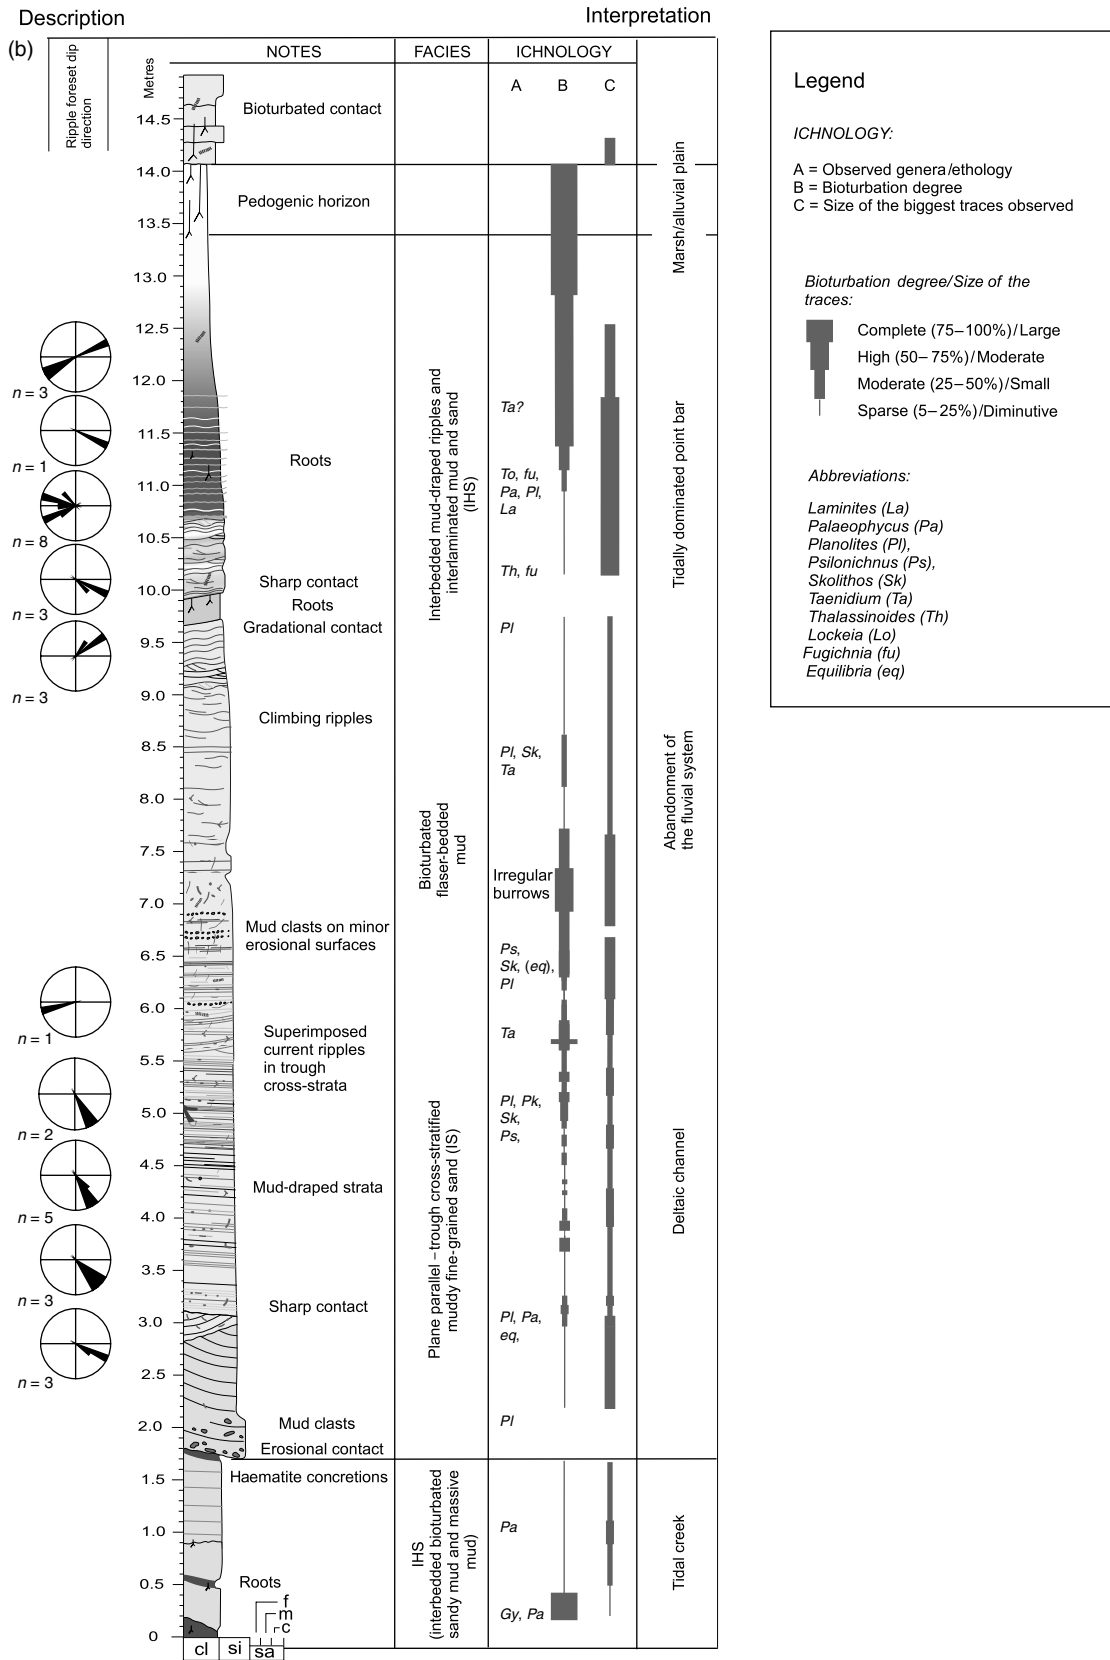 Description
Interpretation
(b)
Ripple foreset dip
direction
Metres
NOTES
FACIES
ICHNOLOGY
A
B
C
Bioturbated contact
14.5
14.0
Pedogenic horizon
13.5
13.0
12.5
12.0
11.5
Roots
11.0
10.5
Sharp contact
10.0
Roots
Gradational contact
9.5
9.0
Climbing ripples
8.5
8.0
7.5
7.0
Mud clasts on minor
erosional surfaces
6.5
6.0
Superimposed
current ripples
in trough
cross-strata
5.5
5.0
4.5
Mud-draped strata
4.0
3.5
Sharp contact
3.0
2.5
2.0
Mud clasts
Erosional contact
Haematite concretions
1.5
1.0
0.5
Roots
0
cl
si
sa
f
m
c
n = 3
n = 1
n = 8
n = 3
n = 3
n = 1
n = 2
n = 5
n = 3
n = 3
Interbedded mud-draped ripples and
interlaminated mud and sand
(IHS)
Bioturbated
flaser-bedded
mud
Plane parallel – trough cross-stratified
muddy fine-grained sand (IS)
IHS
(interbedded bioturbated
sandy mud and massive
mud)
Ta?
To, fu,
Pa, Pl,
La
Th, fu
Pl
Pl, Sk,
Ta
Irregular
burrows
Ps,
Sk, (eq),
Pl
Ta
Pl, Pk,
Sk,
Ps,
Pl, Pa,
eq,
Pl
Pa
Gy, Pa
Marsh/alluvial plain
Tidally dominated point bar
Abandonment of
the fluvial system
Deltaic channel
Tidal creek
Legend
ICHNOLOGY:
A = Observed genera/ethology
B = Bioturbation degree
C = Size of the biggest traces observed
Bioturbation degree/Size of the
traces:
Complete (75–100%)/Large
High (50–75%)/Moderate
Moderate (25–50%)/Small
Sparse (5–25%)/Diminutive
Abbreviations:
Laminites (La)
Palaeophycus (Pa)
Planolites (Pl),
Psilonichnus (Ps),
Skolithos (Sk)
Taenidium (Ta)
Thalassinoides (Th)
Lockeia (Lo)
Fugichnia (fu)
Equilibria (eq)